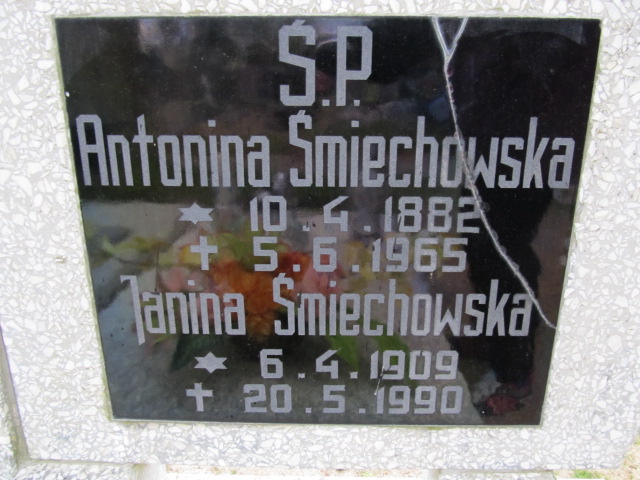 Ś.P.
Antonina Śmiechowska
✶ 10.4.1882
✝ 5.6.1965
Janina Śmiechowska
✶ 6.4.1909
✝ 20.5.1990